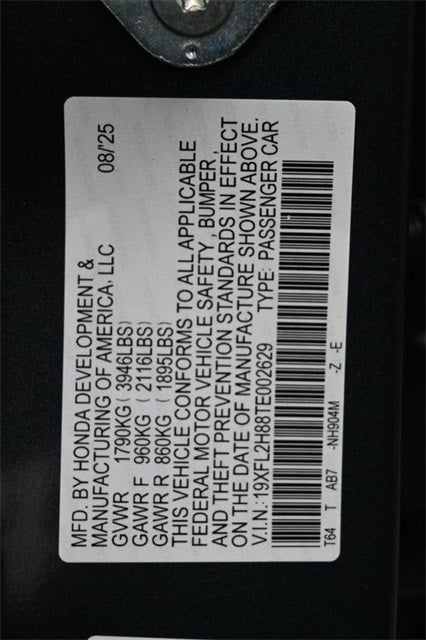 MFD. BY HONDA DEVELOPMENT &
MANUFACTURING OF AMERICA, LLC 08/'25
GVWR 1790KG ( 3946LBS)
GAWR F 960KG ( 2116LBS)
GAWR R 860KG ( 1895LBS)
THIS VEHICLE CONFORMS TO ALL APPLICABLE
FEDERAL MOTOR VEHICLE SAFETY, BUMPER,
AND THEFT PREVENTION STANDARDS IN EFFECT
ON THE DATE OF MANUFACTURE SHOWN ABOVE.
V.I.N.: 19XFL2H88TE002629 TYPE: PASSENGER CAR
T64 T AB7 -NH904M -Z -E